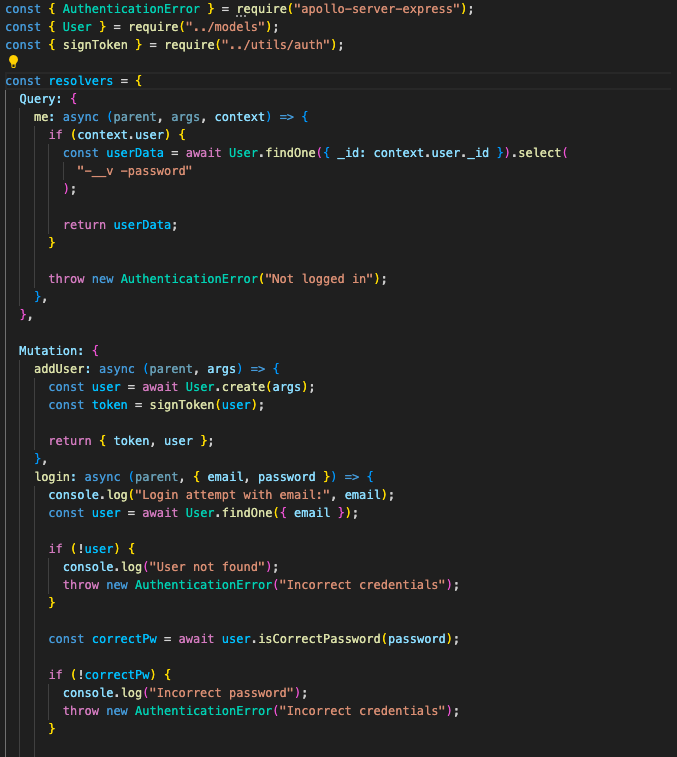 const { AuthenticationError } = require("apollo-server-express");
const { User } = require("../models");
const { signToken } = require("../utils/auth");
const resolvers = {
Query: {
me: async (parent, args, context) => {
if (context.user) {
const userData = await User.findOne({ _id: context.user._id }).select(
"-__v -password"
);
return userData;
}
throw new AuthenticationError("Not logged in");
},
},
Mutation: {
addUser: async (parent, args) => {
const user = await User.create(args);
const token = signToken(user);
return { token, user };
},
login: async (parent, { email, password }) => {
console.log("Login attempt with email:", email);
const user = await User.findOne({ email });
if (!user) {
console.log("User not found");
throw new AuthenticationError("Incorrect credentials");
}
const correctPw = await user.isCorrectPassword(password);
if (!correctPw) {
console.log("Incorrect password");
throw new AuthenticationError("Incorrect credentials");
}